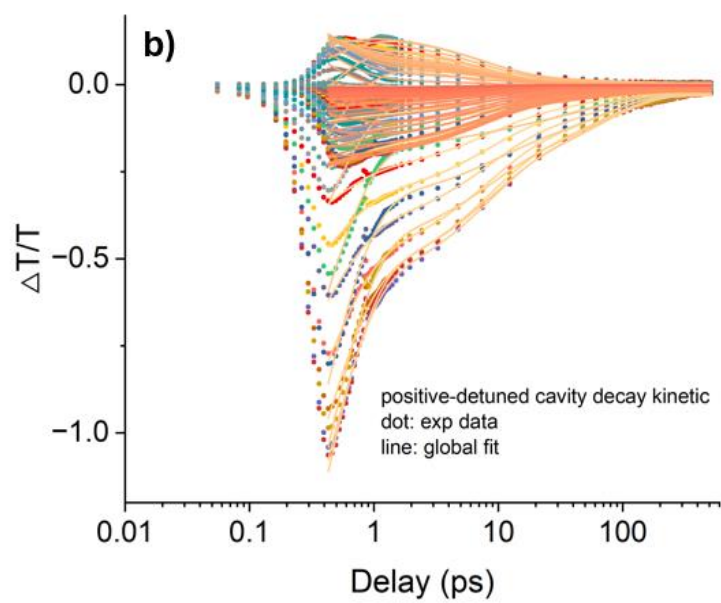 b)
0.0
−0.5
−1.0
△T/T
positive-detuned cavity decay kinetic
dot: exp data
line: global fit
0.01 0.1 1 10 100
Delay (ps)